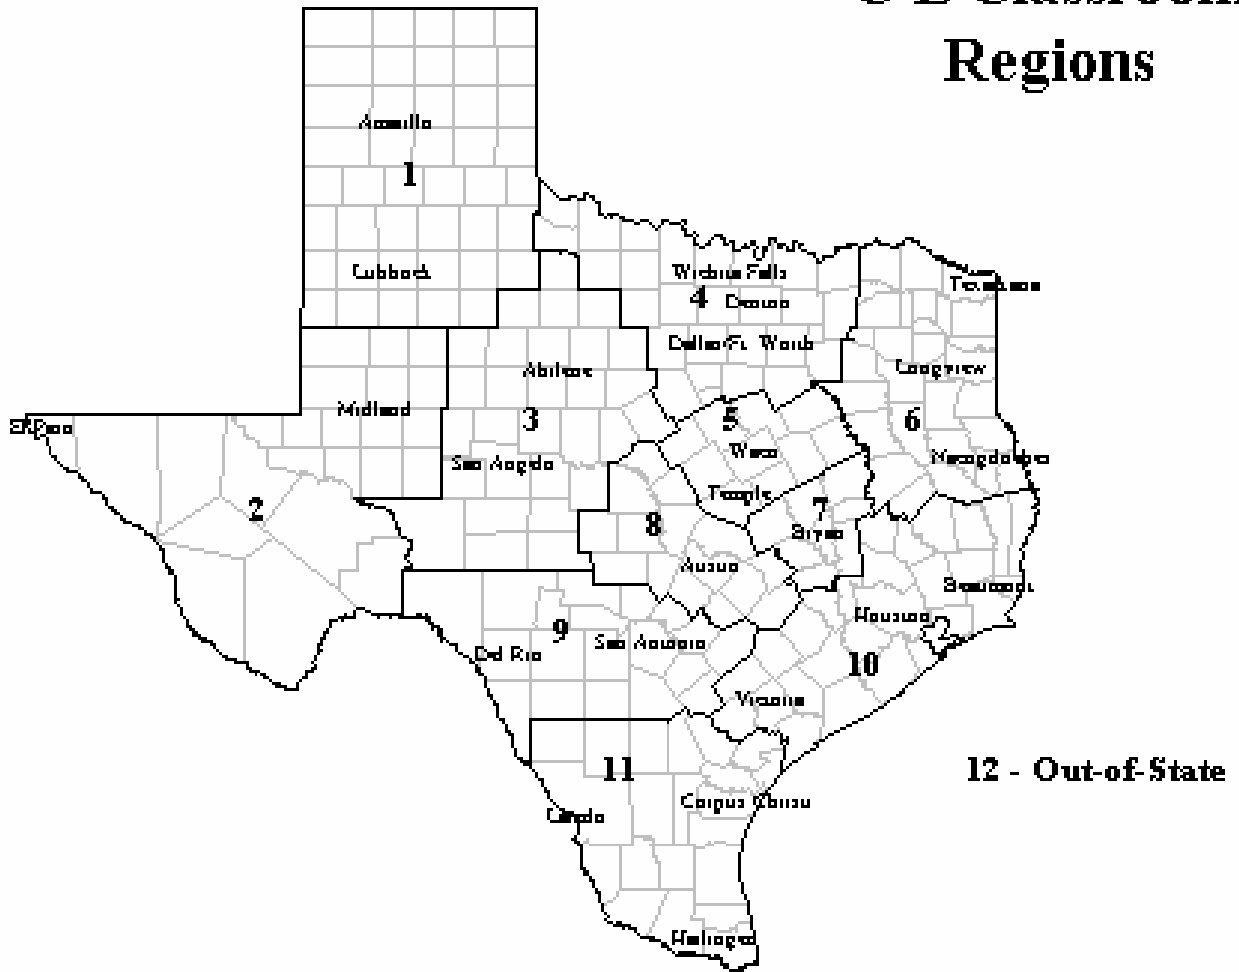 Regions
Amarillo
1
Lubbock
Wichita Falls
Texarkana
4 Denton
Dallas/Ft. Worth
Abilene
Longview
Midland
3
5
6
El Paso
Waco
Nacogdoches
San Angelo
Temple
2
8
7
Bryan
Austin
Beaumont
Houston
9
San Antonio
Del Rio
10
Victoria
11
12 - Out-of-State
Corpus Christi
Laredo
Harlingen